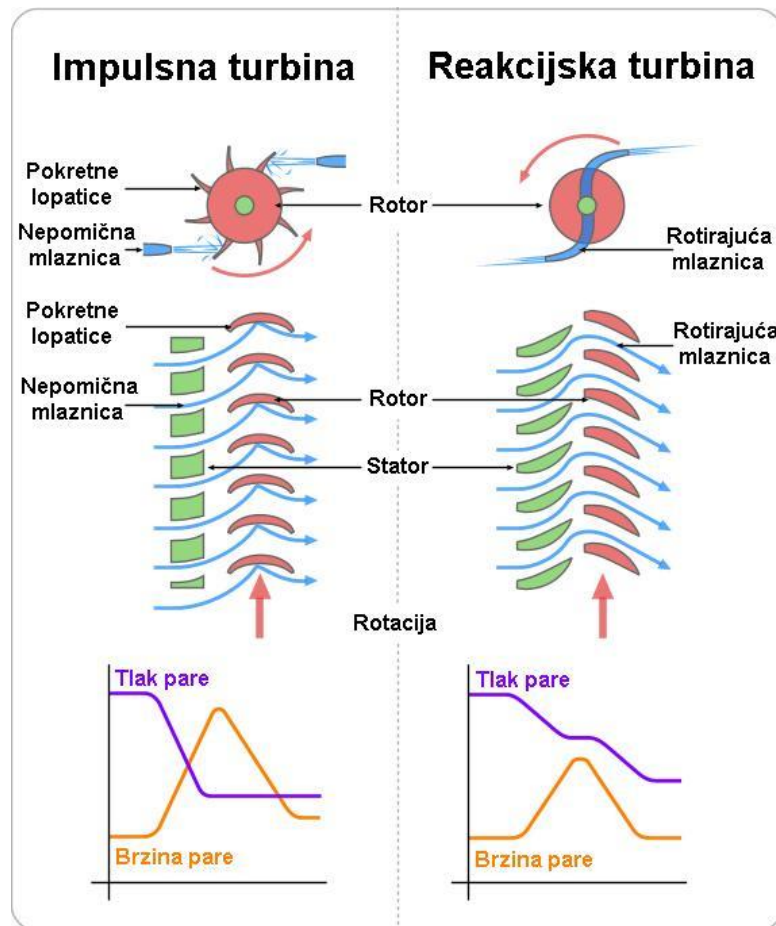 Impulsna turbina
Reakcijska turbina
Pokretne
lopatice
Nepomična
mlaznica
Rotor
Rotirajuća
mlaznica
Pokretne
lopatice
Nepomična
mlaznica
Rotirajuća
mlaznica
Rotor
Stator
Rotacija
Tlak pare
Brzina pare
Tlak pare
Brzina pare